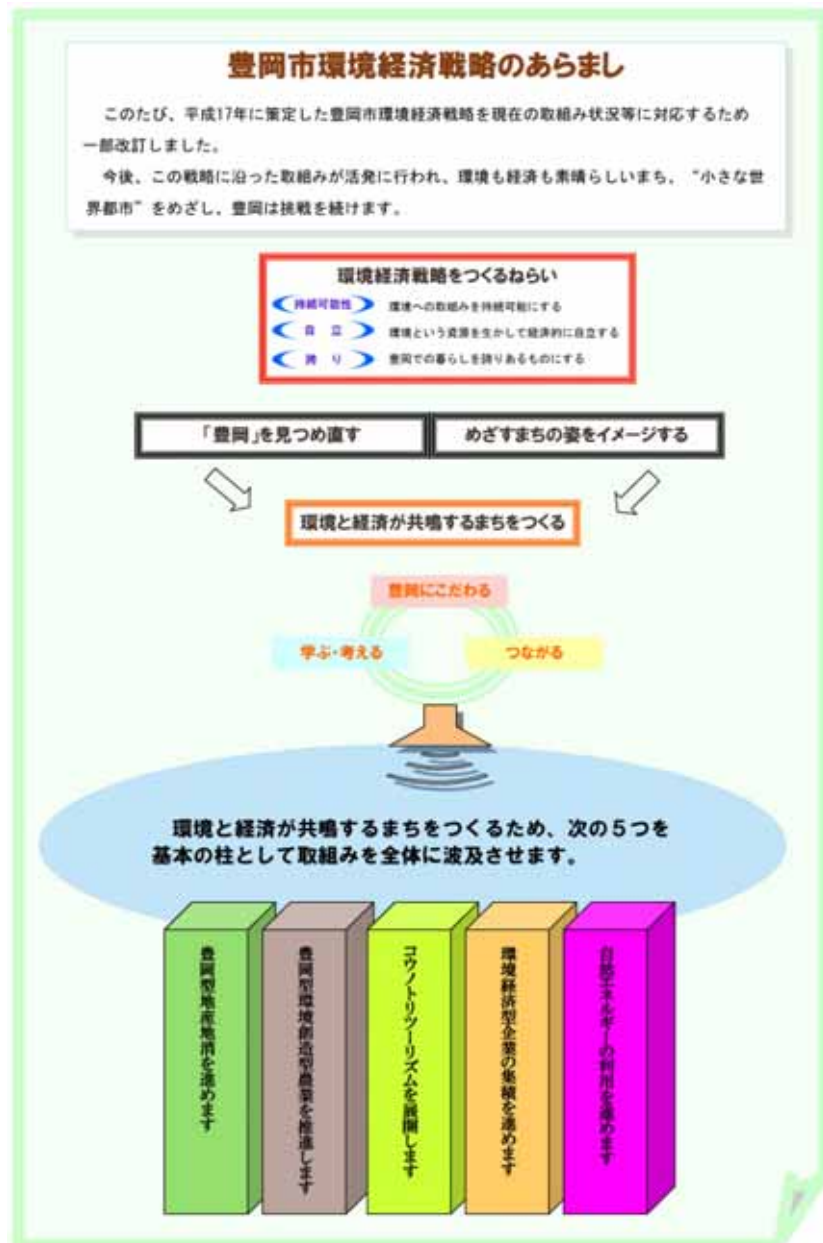 豊岡市環境経済戦略のあらまし
このたび、平成17年に策定した豊岡市環境経済戦略を現在の取組み状況等に対応するため
一部改訂しました。
今後、この戦略に沿った取組みが活発に行われ、環境も経済も素晴らしいまち、“小さな世
界都市”をめざし、豊岡は挑戦を続けます。
環境経済戦略をつくるねらい
持続可能性 環境への取組みを持続可能にする
自 立 環境という資源を生かして経済的に自立する
誇 り 豊岡での暮らしを誇りあるものにする
「豊岡」を見つめ直す
めざすまちの姿をイメージする
環境と経済が共鳴するまちをつくる
豊岡にこだわる
学ぶ・考える
つながる
環境と経済が共鳴するまちをつくるため、次の5つを
基本の柱として取組みを全体に波及させます。
豊岡型地産地消を進めます
豊岡型環境創造型農業を推進します
コウノトリツーリズムを展開します
環境経済型企業の集積を進めます
自然エネルギーの利用を進めます